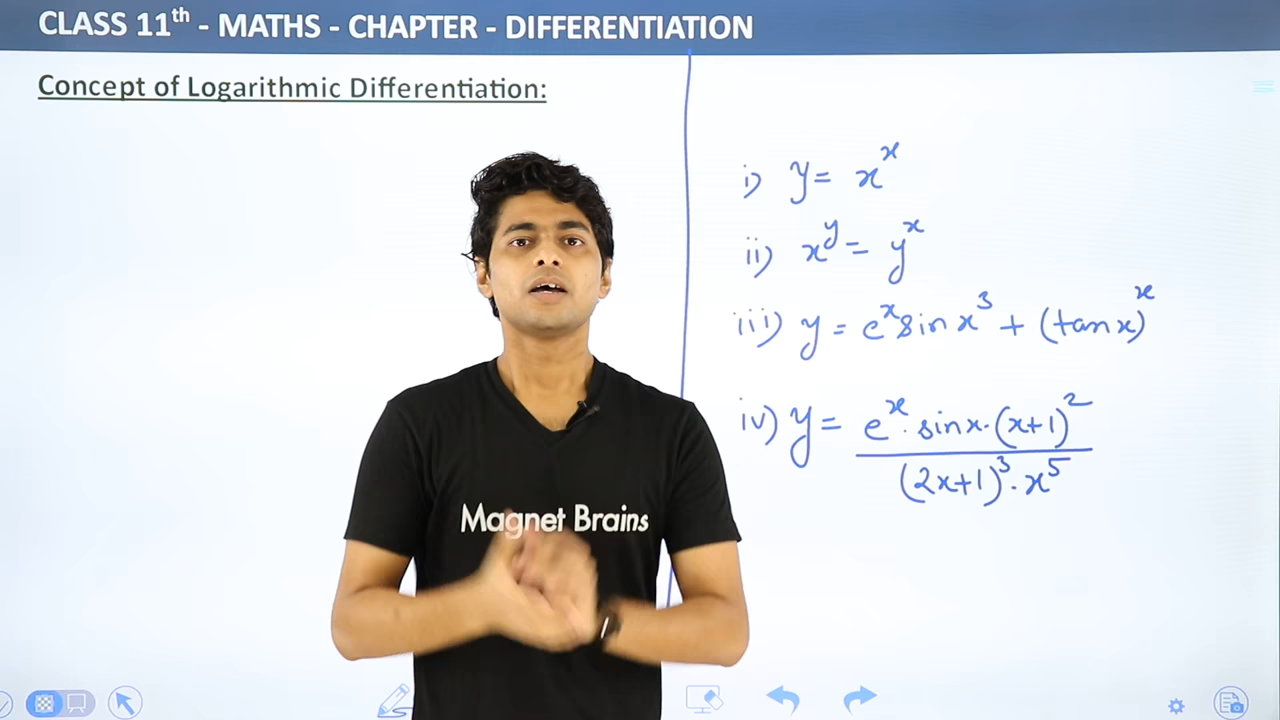 CLASS 11th - MATHS - CHAPTER - DIFFERENTIATION
Concept of Logarithmic Differentiation:
i) y = x^x
ii) x^y = y^x
iii) y = e^x sin x^3 + (tan x)^x
iv) y = e^x · sin x · (x+1)^2 / (2x+1)^3 · x^5
Magnet Brains